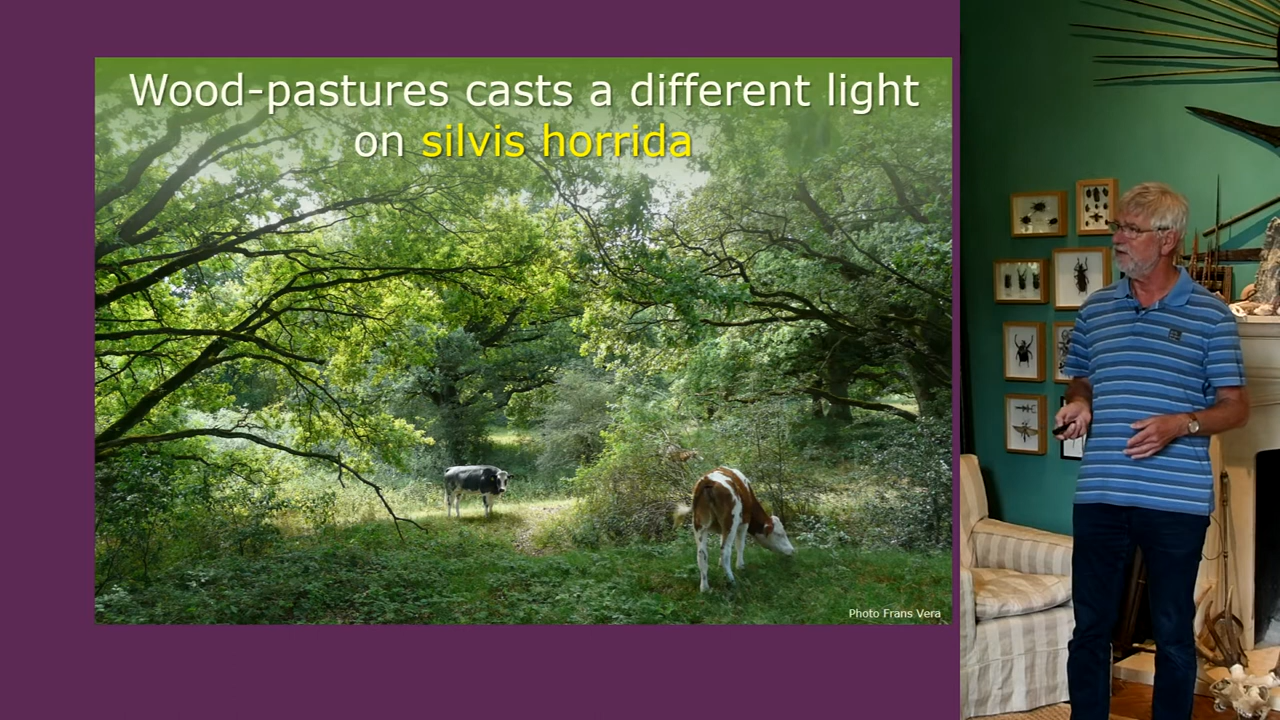 Wood-pastures casts a different light
on silvis horrida
Photo Frans Vera